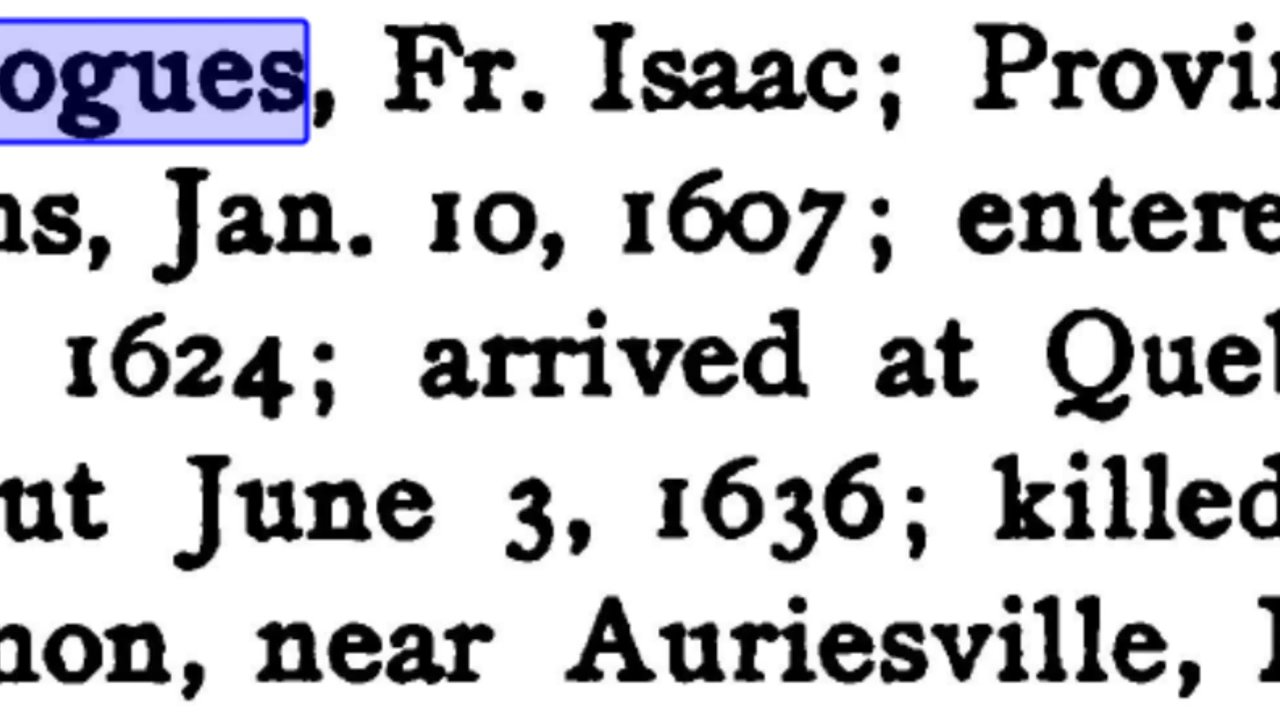 ogues, Fr. Isaac; Provin
ns, Jan. 10, 1607; entere
1624; arrived at Queb
ut June 3, 1636; killed
non, near Auriesville,